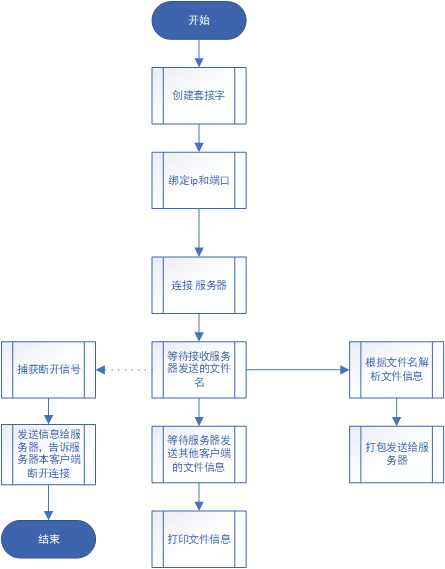 开始
创建套接字
绑定ip和端口
连接 服务器
捕获断开信号
等待接收服务
器发送的文件
名
根据文件名解
析文件信息
发送信息给服
务器，告诉服
务器本客户端
断开连接
等待服务器发
送其他客户端
的文件信息
打包发送给服
务器
结束
打印文件信息